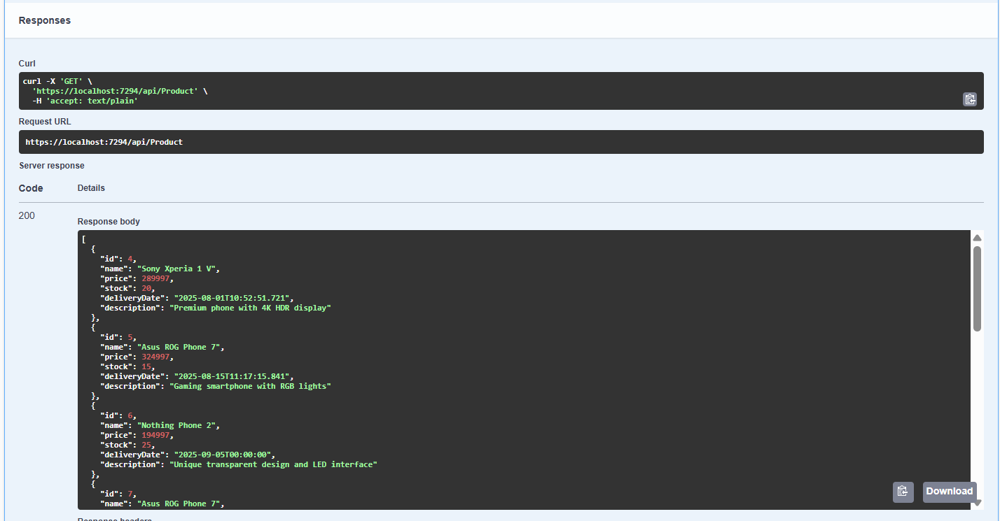 Responses
Curl
curl -X 'GET' \
  'https://localhost:7294/api/Product' \
  -H 'accept: text/plain'
Request URL
https://localhost:7294/api/Product
Server response
Code Details
200
Response body
[
  {
    "id": 4,
    "name": "Sony Xperia 1 V",
    "price": 289997,
    "stock": 20,
    "deliveryDate": "2025-08-01T10:52:51.721",
    "description": "Premium phone with 4K HDR display"
  },
  {
    "id": 5,
    "name": "Asus ROG Phone 7",
    "price": 324997,
    "stock": 15,
    "deliveryDate": "2025-08-15T11:17:15.841",
    "description": "Gaming smartphone with RGB lights"
  },
  {
    "id": 6,
    "name": "Nothing Phone 2",
    "price": 194997,
    "stock": 25,
    "deliveryDate": "2025-09-05T00:00:00",
    "description": "Unique transparent design and LED interface"
  },
  {
    "id": 7,
    "name": "Asus ROG Phone 7",
Download
Response headers